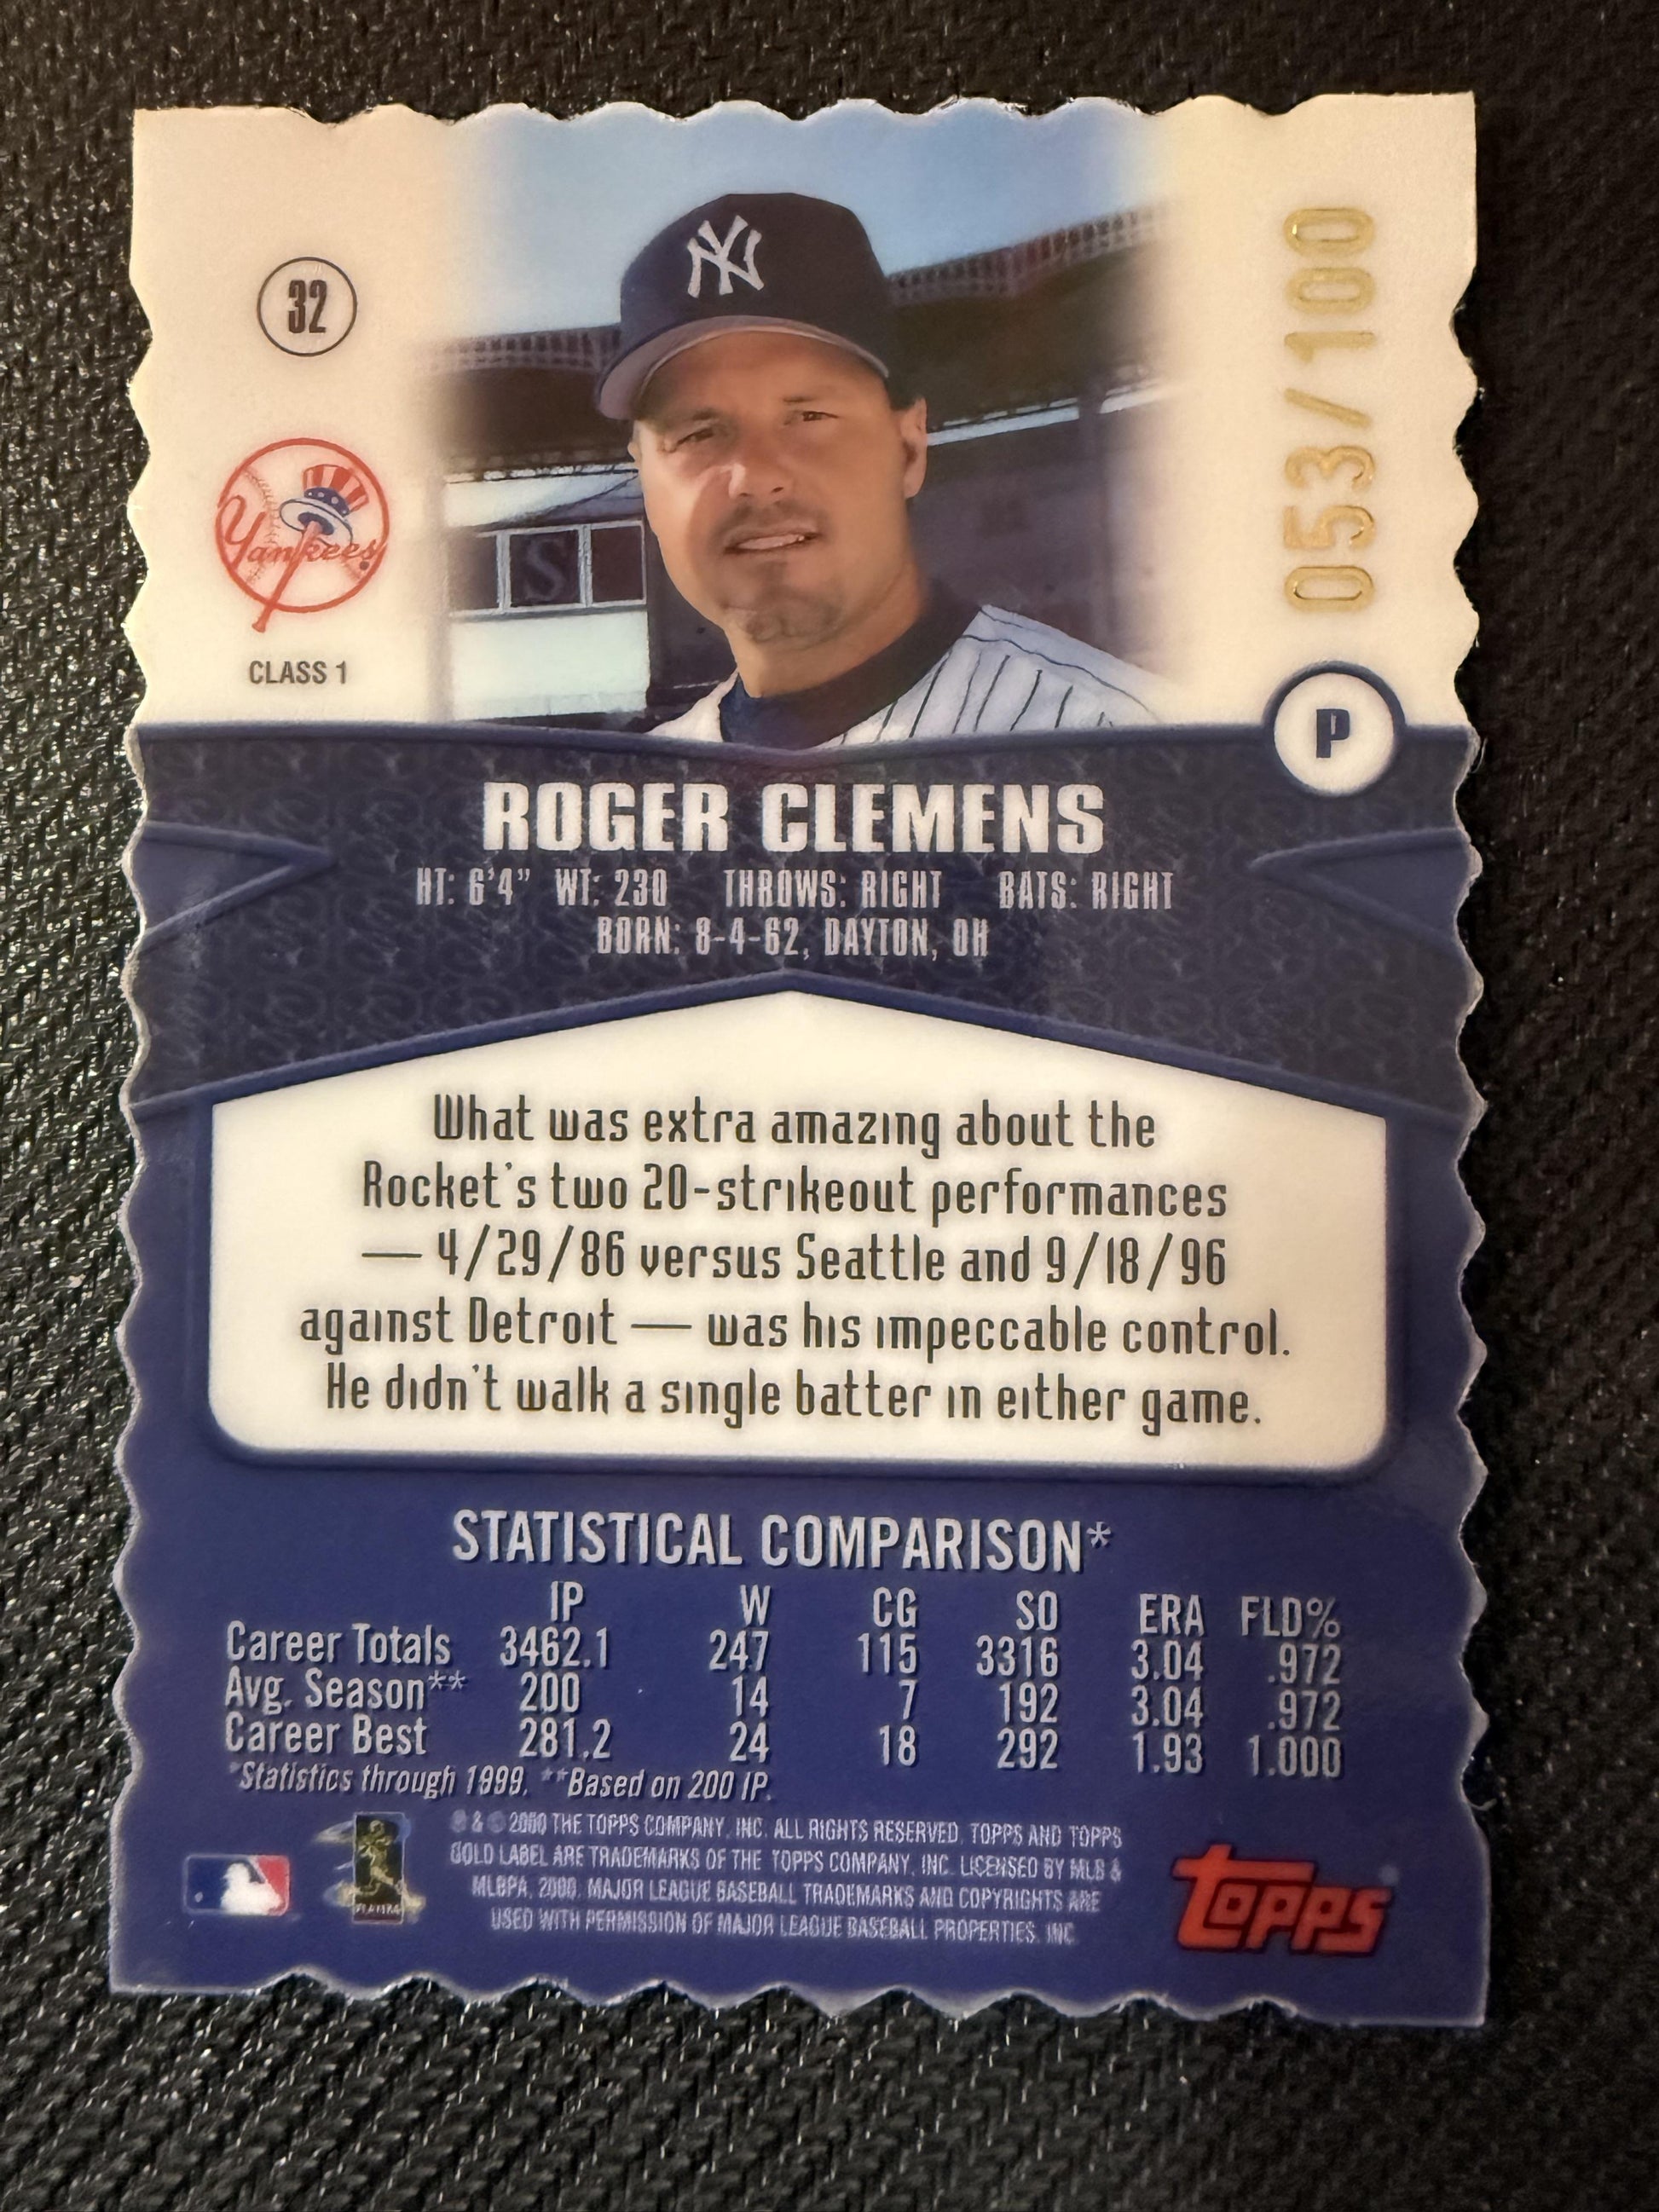 32
NY
053/100
Yankees
CLASS 1
S
P
ROGER CLEMENS
HT: 6'4" WT: 230 THROWS: RIGHT BATS: RIGHT
BORN: 8-4-62, DAYTON, OH
What was extra amazing about the
Rocket's two 20-strikeout performances
— 4/29/86 versus Seattle and 9/18/96
against Detroit — was his impeccable control.
He didn't walk a single batter in either game.
STATISTICAL COMPARISON*
IP W CG SO ERA FLD%
Career Totals 3462.1 247 115 3316 3.04 .972
Avg. Season** 200 14 7 192 3.04 .972
Career Best 281.2 24 18 292 1.93 1.000
*Statistics through 1999. **Based on 200 IP.
® & © 2000 THE TOPPS COMPANY, INC. ALL RIGHTS RESERVED. TOPPS AND TOPPS
GOLD LABEL ARE TRADEMARKS OF THE TOPPS COMPANY, INC. LICENSED BY MLB &
MLBPA, 2000. MAJOR LEAGUE BASEBALL TRADEMARKS AND COPYRIGHTS ARE
USED WITH PERMISSION OF MAJOR LEAGUE BASEBALL PROPERTIES, INC.
PLAYERS
TOPPS